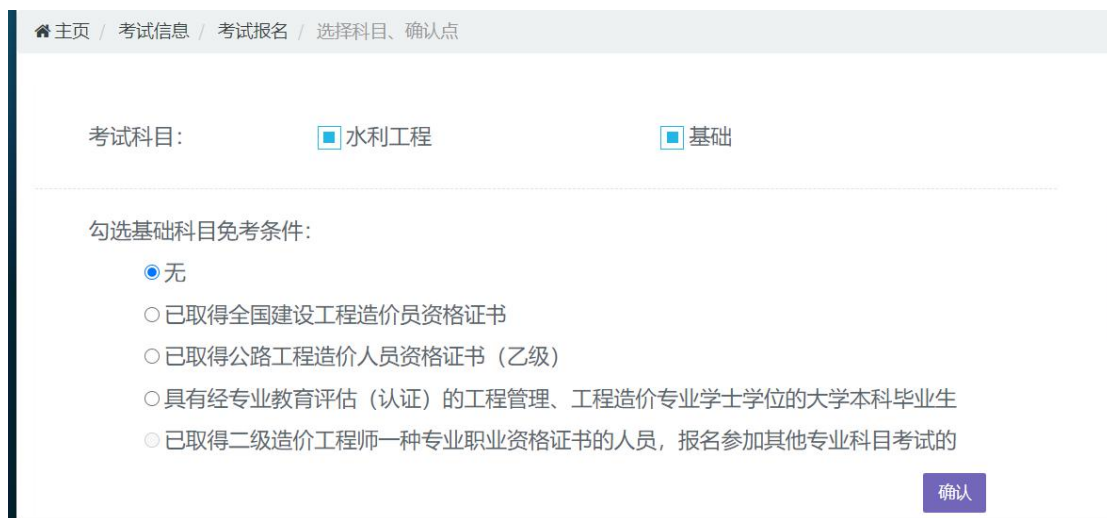 主页 / 考试信息 / 考试报名 / 选择科目、确认点
考试科目： 水利工程 基础
勾选基础科目免考条件：
无
已取得全国建设工程造价员资格证书
已取得公路工程造价人员资格证书（乙级）
具有经专业教育评估（认证）的工程管理、工程造价专业学士学位的大学本科毕业生
已取得二级造价工程师一种专业职业资格证书的人员，报名参加其他专业科目考试的
确认